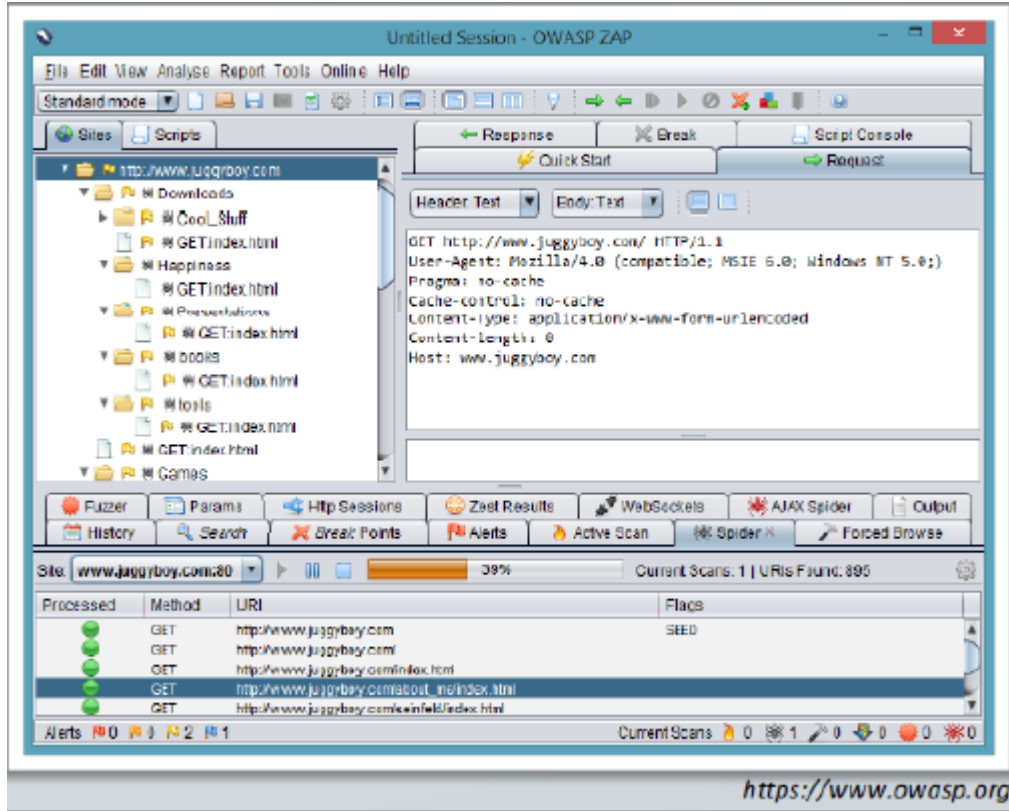 Untitled Session - OWASP ZAP
File Edit View Analyse Report Tools Online Help
Standard mode
Sites Scripts
Response Break Script Console
Quick Start Request
http://www.juggyboy.com
Downloads
Cool_Stuff
GET:index.html
Happiness
GET:index.html
Presentations
GET:index.html
books
GET:index.html
tools
GET:index.html
GET:index.html
Games
Header: Text Body: Text
GET http://www.juggyboy.com/ HTTP/1.1
User-Agent: Mozilla/4.0 (compatible; MSIE 6.0; Windows NT 5.0;)
Pragma: no-cache
Cache-control: no-cache
Content-Type: application/x-www-form-urlencoded
Content-length: 0
Host: www.juggyboy.com
Fuzzer Params Http Sessions Zest Results WebSockets AJAX Spider Output
History Search Break Points Alerts Active Scan Spider Forced Browse
Site: www.juggyboy.com:80 39% Current Scans: 1 | URIs Found: 895
Processed Method URI Flags
GET http://www.juggyboy.com SEED
GET http://www.juggyboy.com/
GET http://www.juggyboy.com/index.html
GET http://www.juggyboy.com/about_me/index.html
GET http://www.juggyboy.com/seinfeld/index.html
Alerts 0 0 2 1 Current Scans 0 1 0 0 0 0
https://www.owasp.org